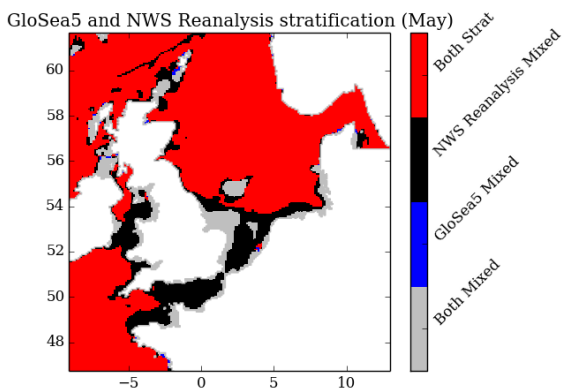 GloSea5 and NWS Reanalysis stratification (May)
60
58
56
54
52
50
48
−5
0
5
10
Both Strat
NWS Reanalysis Mixed
GloSea5 Mixed
Both Mixed